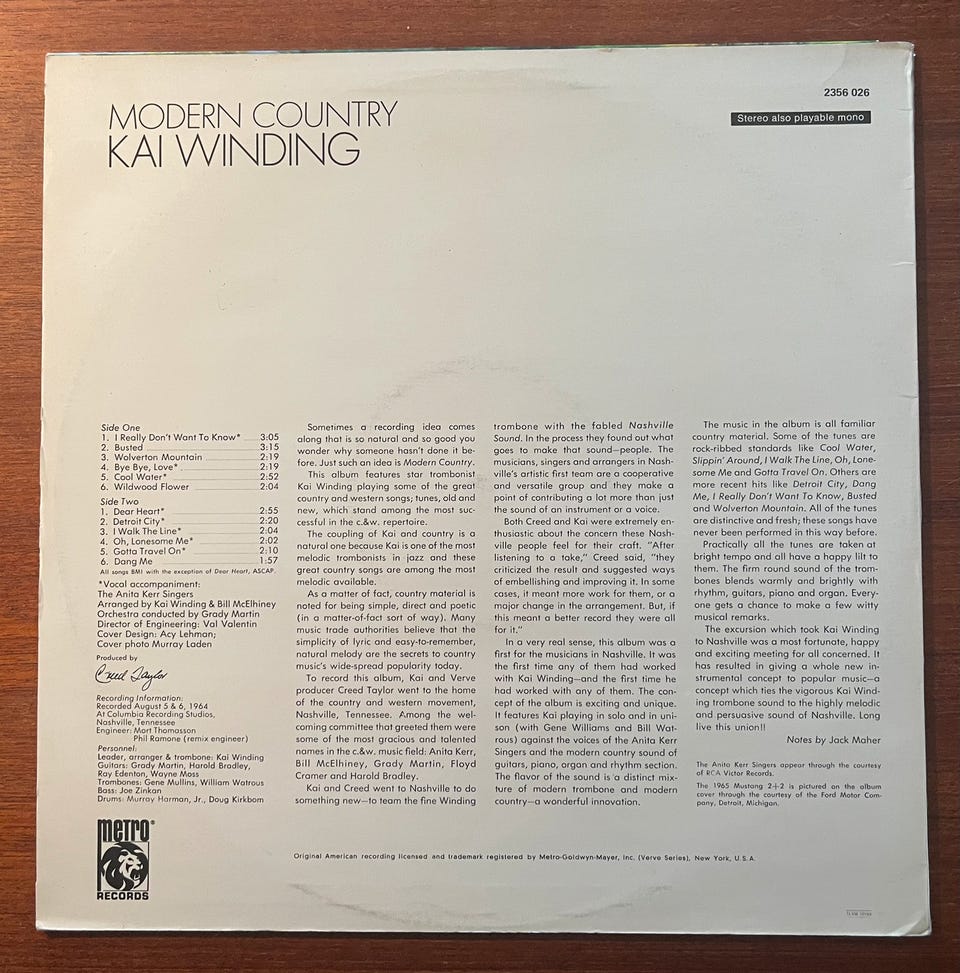 MODERN COUNTRY
KAI WINDING
2356 026
Stereo also playable mono
Side One
1. I Really Don't Want To Know* 3:05
2. Busted 3:15
3. Wolverton Mountain 2:19
4. Bye Bye, Love* 2:19
5. Cool Water* 2:52
6. Wildwood Flower 2:04
Side Two
1. Dear Heart* 2:55
2. Detroit City* 2:20
3. I Walk The Line* 2:04
4. Oh, Lonesome Me* 2:02
5. Gotta Travel On* 2:10
6. Dang Me 1:57
All songs BMI with the exception of Dear Heart, ASCAP.
*Vocal accompaniment:
The Anita Kerr Singers
Arranged by Kai Winding & Bill McElhiney
Orchestra conducted by Grady Martin
Director of Engineering: Val Valentin
Cover Design: Acy Lehman;
Cover photo Murray Laden
Produced by
Creed Taylor
Recording Information:
Recorded August 5 & 6, 1964
At Columbia Recording Studios,
Nashville, Tennessee
Engineer: Mort Thomasson
Phil Ramone (remix engineer)
Personnel:
Leader, arranger & trombone: Kai Winding
Guitars: Grady Martin, Harold Bradley,
Ray Edenton, Wayne Moss
Trombones: Gene Mullins, William Watrous
Bass: Joe Zinkan
Drums: Murray Harman, Jr., Doug Kirkbom
Sometimes a recording idea comes
along that is so natural and so good you
wonder why someone hasn't done it be-
fore. Just such an idea is Modern Country.
This album features star trombonist
Kai Winding playing some of the great
country and western songs; tunes, old and
new, which stand among the most suc-
cessful in the c.&w. repertoire.
The coupling of Kai and country is a
natural one because Kai is one of the most
melodic trombonists in jazz and these
great country songs are among the most
melodic available.
As a matter of fact, country material is
noted for being simple, direct and poetic
(in a matter-of-fact sort of way). Many
music trade authorities believe that the
simplicity of lyric and easy-to-remember,
natural melody are the secrets to country
music's wide-spread popularity today.
To record this album, Kai and Verve
producer Creed Taylor went to the home
of the country and western movement,
Nashville, Tennessee. Among the wel-
coming committee that greeted them were
some of the most gracious and talented
names in the c.&w. music field: Anita Kerr,
Bill McElhiney, Grady Martin, Floyd
Cramer and Harold Bradley.
Kai and Creed went to Nashville to do
something new—to team the fine Winding
trombone with the fabled Nashville
Sound. In the process they found out what
goes to make that sound—people. The
musicians, singers and arrangers in Nash-
ville's artistic first team are a cooperative
and versatile group and they make a
point of contributing a lot more than just
the sound of an instrument or a voice.
Both Creed and Kai were extremely en-
thusiastic about the concern these Nash-
ville people feel for their craft. "After
listening to a take," Creed said, "they
criticized the result and suggested ways
of embellishing and improving it. In some
cases, it meant more work for them, or a
major change in the arrangement. But, if
this meant a better record they were all
for it."
In a very real sense, this album was a
first for the musicians in Nashville. It was
the first time any of them had worked
with Kai Winding—and the first time he
had worked with any of them. The con-
cept of the album is exciting and unique.
It features Kai playing in solo and in uni-
son (with Gene Williams and Bill Wat-
rous) against the voices of the Anita Kerr
Singers and the modern country sound of
guitars, piano, organ and rhythm section.
The flavor of the sound is a distinct mix-
ture of modern trombone and modern
country—a wonderful innovation.
The music in the album is all familiar
country material. Some of the tunes are
rock-ribbed standards like Cool Water,
Slippin' Around, I Walk The Line, Oh, Lone-
some Me and Gotta Travel On. Others are
more recent hits like Detroit City, Dang
Me, I Really Don't Want To Know, Busted
and Wolverton Mountain. All of the tunes
are distinctive and fresh; these songs have
never been performed in this way before.
Practically all the tunes are taken at
bright tempo and all have a happy lilt to
them. The firm round sound of the trom-
bones blends warmly and brightly with
rhythm, guitars, piano and organ. Every-
one gets a chance to make a few witty
musical remarks.
The excursion which took Kai Winding
to Nashville was a most fortunate, happy
and exciting meeting for all concerned. It
has resulted in giving a whole new in-
strumental concept to popular music—a
concept which ties the vigorous Kai Wind-
ing trombone sound to the highly melodic
and persuasive sound of Nashville. Long
live this union!!
Notes by Jack Maher
The Anita Kerr Singers appear through the courtesy
of RCA Victor Records.
The 1965 Mustang 2+2 is pictured on the album
cover through the courtesy of the Ford Motor Com-
pany, Detroit, Michigan.
METRO®
RECORDS
Original American recording licensed and trademark registered by Metro-Goldwyn-Mayer, Inc. (Verve Series), New York, U.S.A.